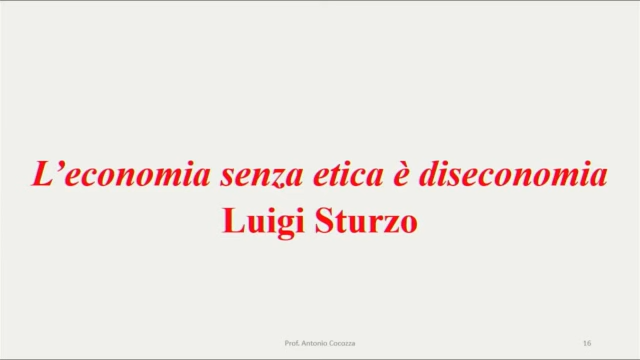 L’economia senza etica è diseconomia
Luigi Sturzo
Prof. Antonio Cocozza
16